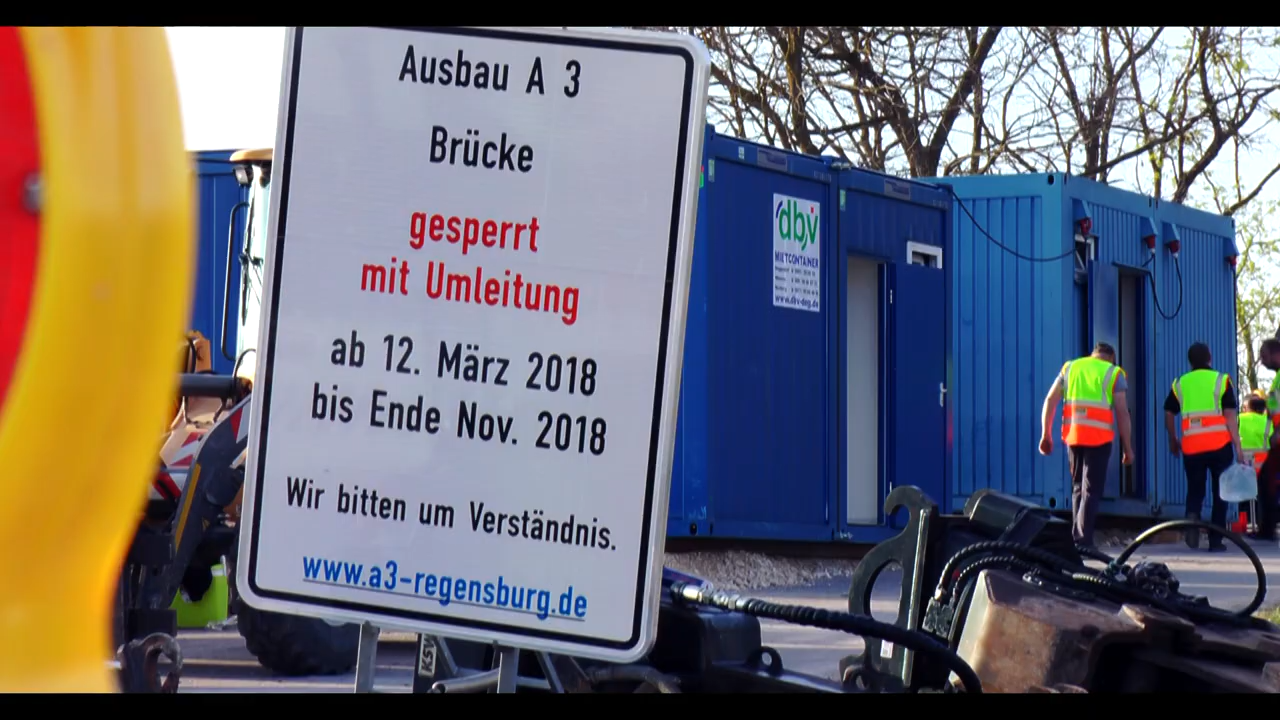 Ausbau A 3
Brücke
gesperrt
mit Umleitung
ab 12. März 2018
bis Ende Nov. 2018
Wir bitten um Verständnis.
www.a3-regensburg.de
dbv
MIETCONTAINER
www.dbv-deg.de
KSW